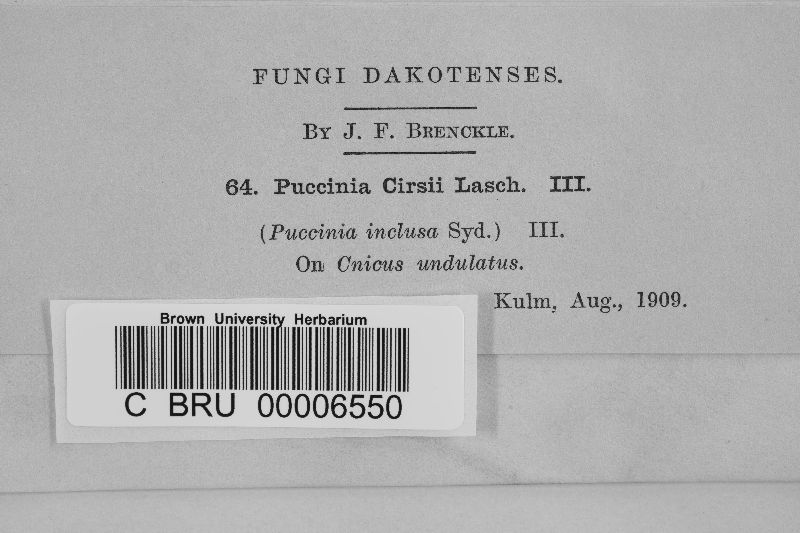 FUNGI DAKOTENSES.
By J. F. Brenckle.
64. Puccinia Cirsii Lasch. III.
(Puccinia inclusa Syd.) III.
On Cnicus undulatus.
Kulm, Aug., 1909.
Brown University Herbarium
C BRU 00006550